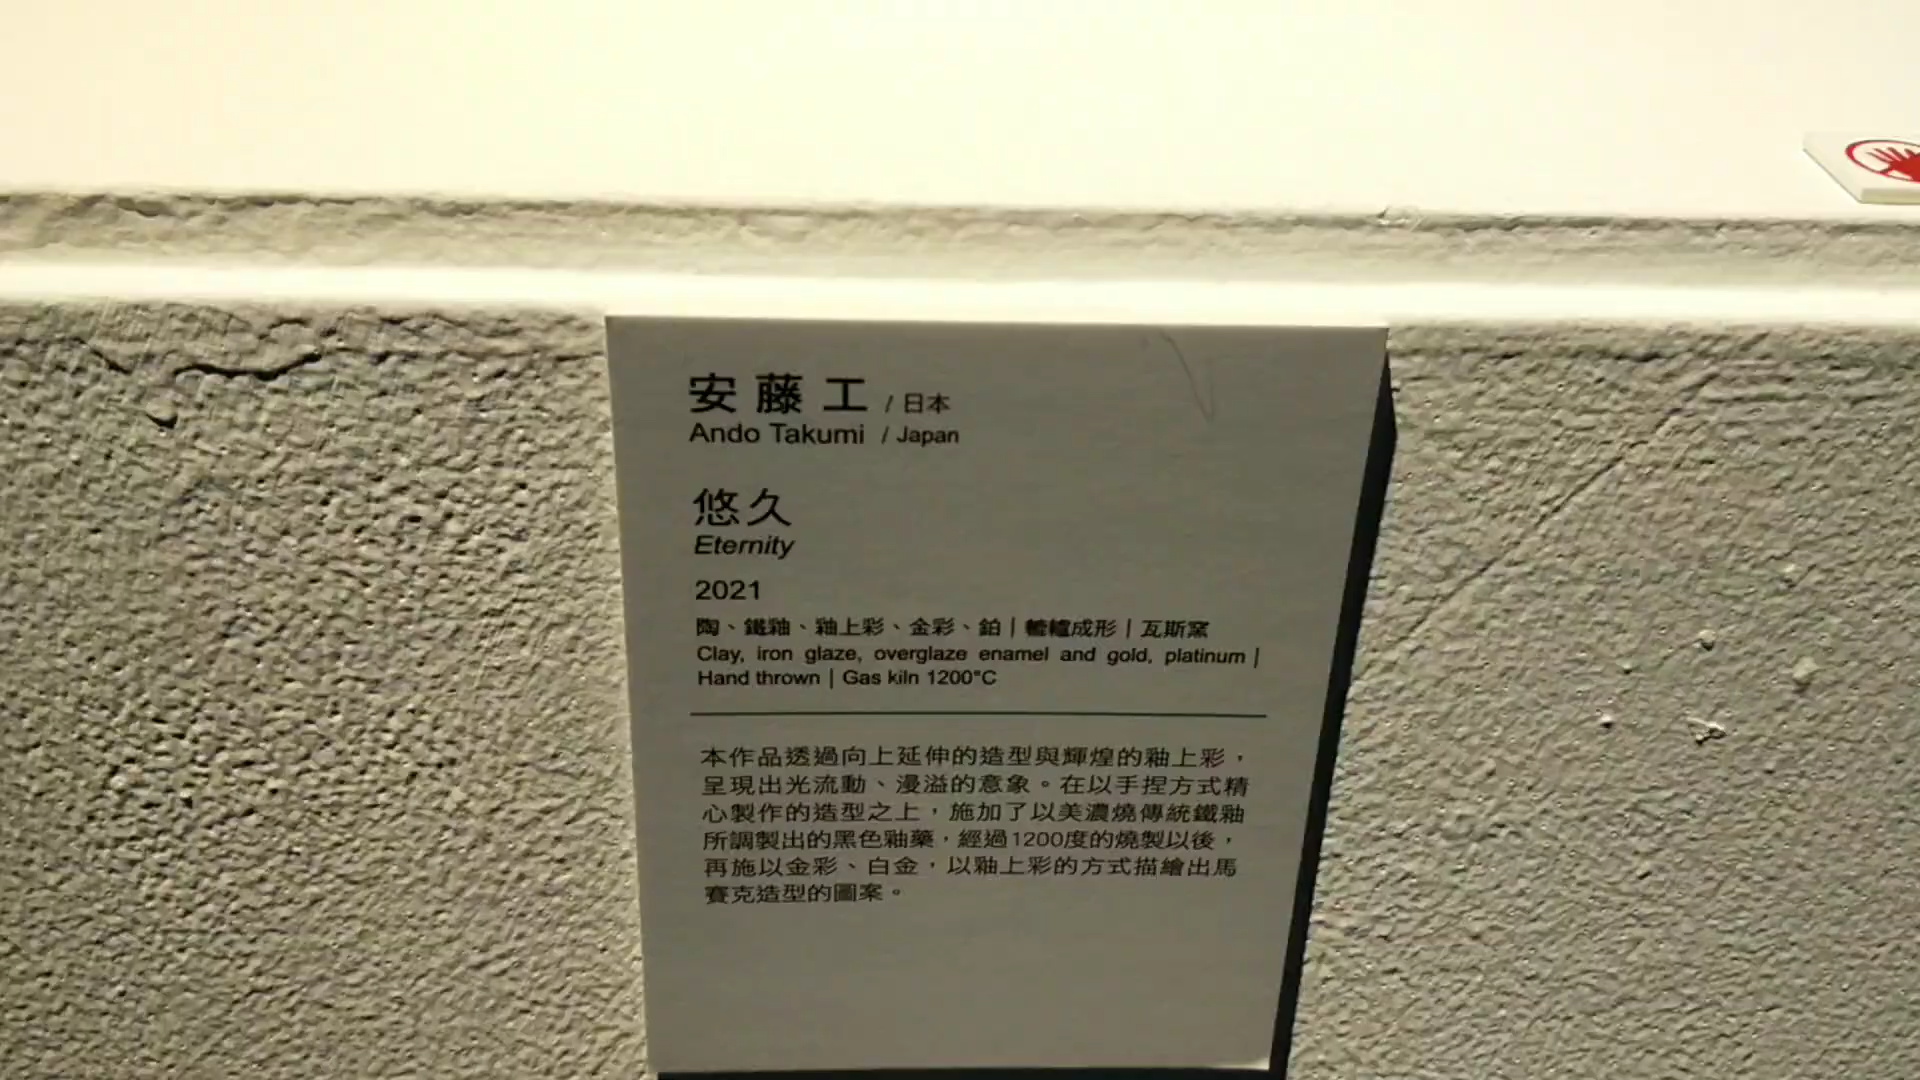 安藤工 / 日本
Ando Takumi / Japan
悠久
Eternity
2021
陶、鐵釉、釉上彩、金彩、鉑 | 轆轤成形 | 瓦斯窯
Clay, iron glaze, overglaze enamel and gold, platinum |
Hand thrown | Gas kiln 1200°C
本作品透過向上延伸的造型與輝煌的釉上彩，
呈現出光流動、漫溢的意象。在以手捏方式精
心製作的造型之上，施加了以美濃燒傳統鐵釉
所調製出的黑色釉藥，經過1200度的燒製以後，
再施以金彩、白金，以釉上彩的方式描繪出馬
賽克造型的圖案。